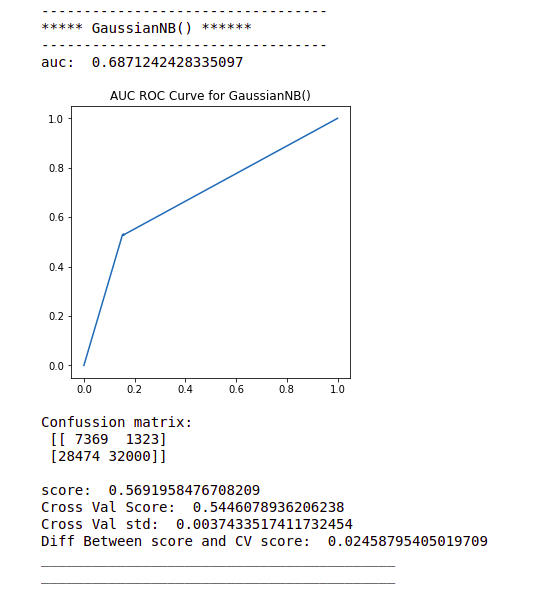 ----------------------------------
***** GaussianNB() ******
----------------------------------
auc:  0.6871242428335097
AUC ROC Curve for GaussianNB()
1.0
0.8
0.6
0.4
0.2
0.0
0.0 0.2 0.4 0.6 0.8 1.0
Confussion matrix:
[[ 7369  1323]
[28474 32000]]
score:  0.5691958476708209
Cross Val Score:  0.5446078936206238
Cross Val std:  0.0037433517411732454
Diff Between score and CV score:  0.02458795405019709
__________________________________________
__________________________________________